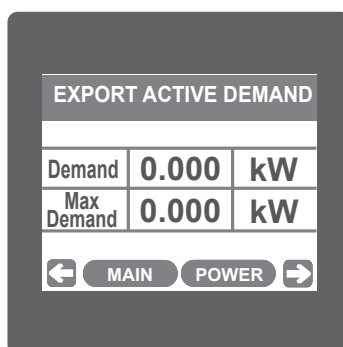 EXPORT ACTIVE DEMAND
Demand 0.000 kW
Max
Demand 0.000 kW
MAIN POWER